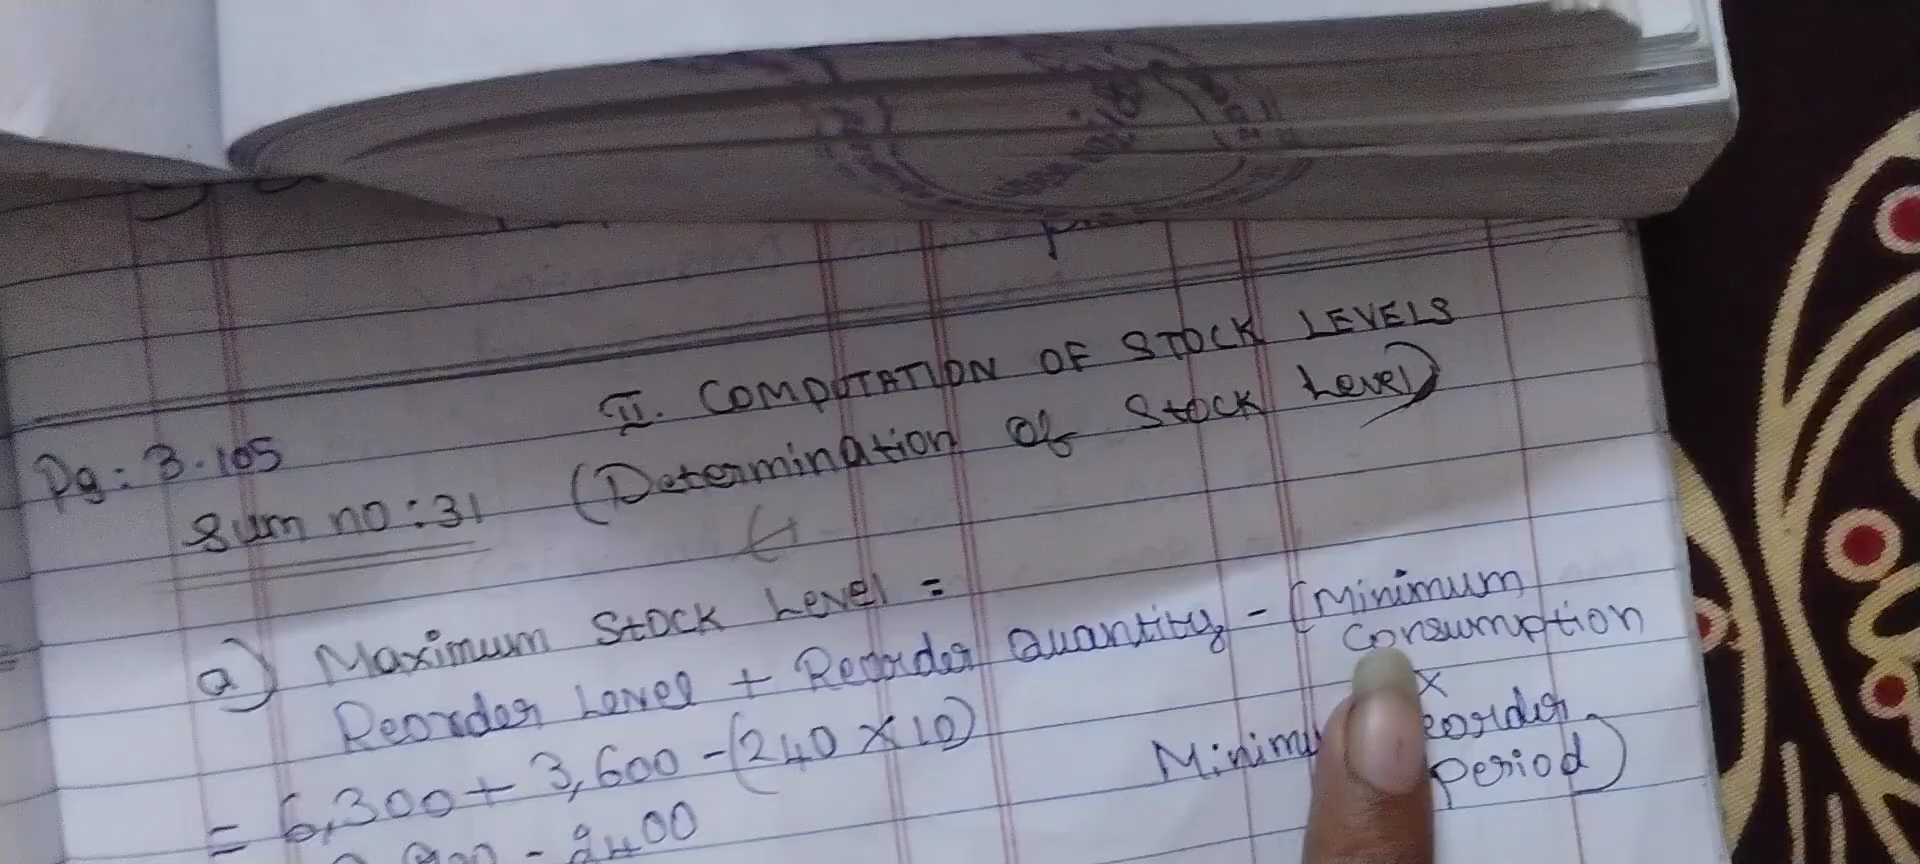 II. COMPUTATION OF STOCK LEVELS
Pg: 3.105
(Determination Of Stock Level)
Sum no: 31
a) Maximum Stock Level =
Reorder Level + Reorder Quantity - (Minimum
Consumption
×
= 6,300 + 3,600 - (240 × 10)
Period)
- 2400